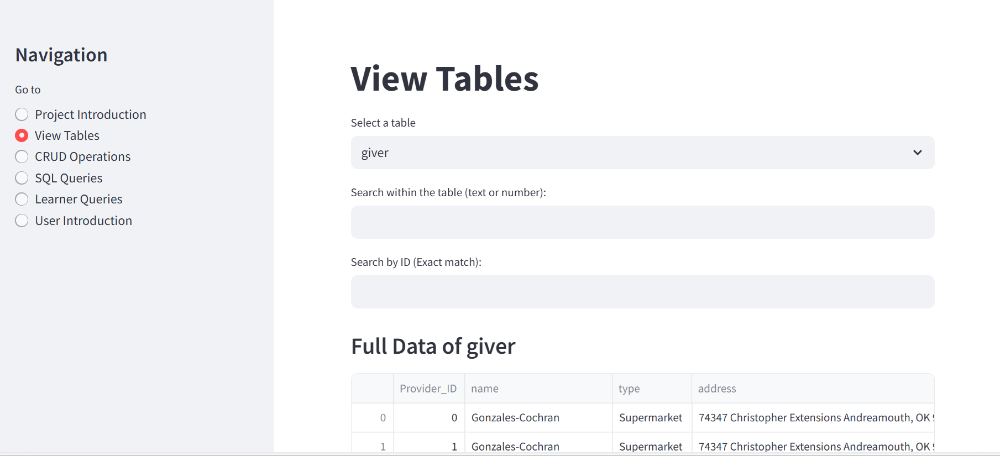 Navigation
Go to
Project Introduction
View Tables
CRUD Operations
SQL Queries
Learner Queries
User Introduction
View Tables
Select a table
giver
Search within the table (text or number):
Search by ID (Exact match):
Full Data of giver
Provider_ID name type address
0 0 Gonzales-Cochran Supermarket 74347 Christopher Extensions Andreamouth, OK
1 1 Gonzales-Cochran Supermarket 74347 Christopher Extensions Andreamouth, OK